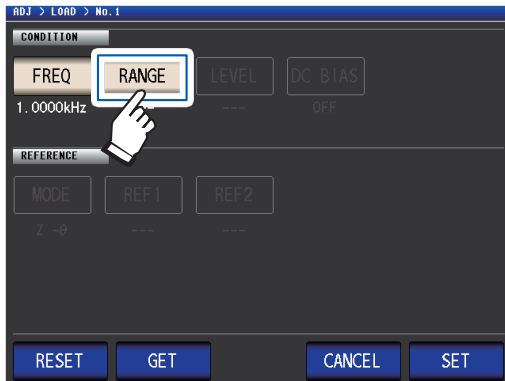 ADJ > LOAD > No.1
CONDITION
FREQ RANGE LEVEL DC BIAS
1.0000kHz --- OFF
REFERENCE
MODE REF1 REF2
Z -θ --- ---
RESET GET CANCEL SET